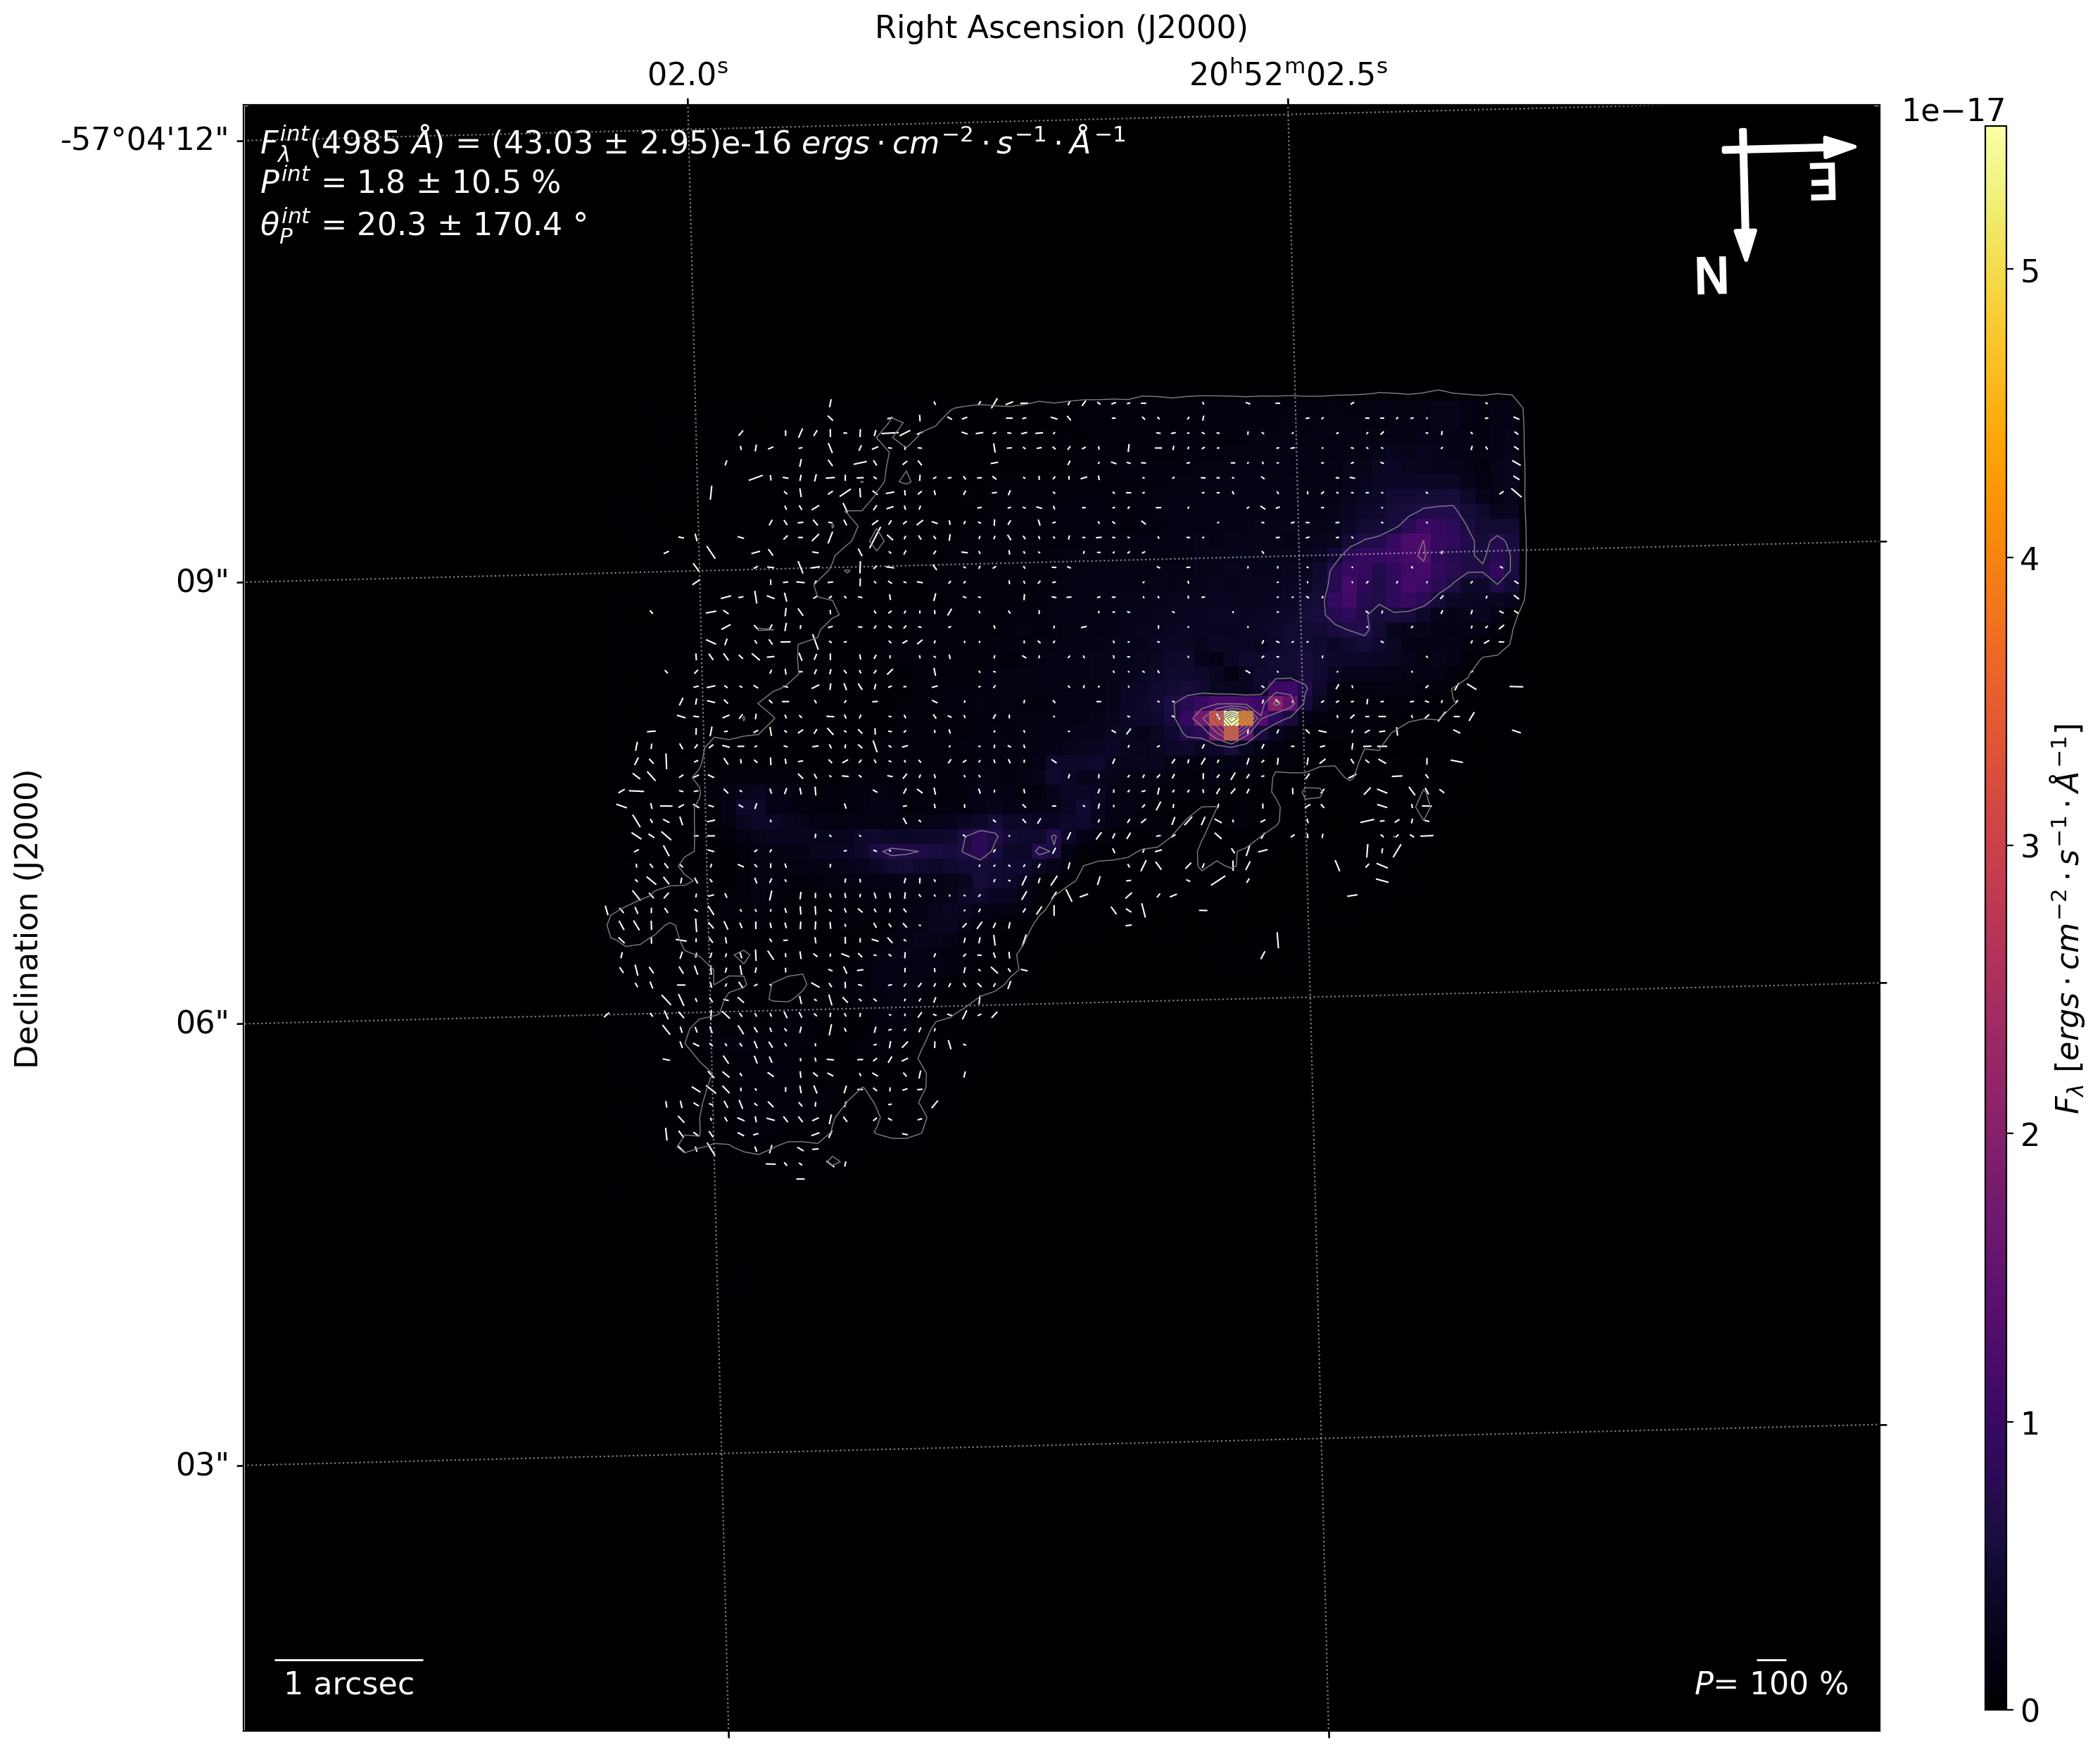 Right Ascension (J2000)
02.0ˢ
20ʰ52ᵐ02.5ˢ
-57°04'12"
09"
06"
03"
Declination (J2000)
F_λ^int(4985 Å) = (43.03 ± 2.95)e-16 ergs · cm⁻² · s⁻¹ · Å⁻¹
P^int = 1.8 ± 10.5 %
θ_P^int = 20.3 ± 170.4 °
E
N
1 arcsec
P= 100 %
1e−17
5
4
3
2
1
0
F_λ [ergs · cm⁻² · s⁻¹ · Å⁻¹]